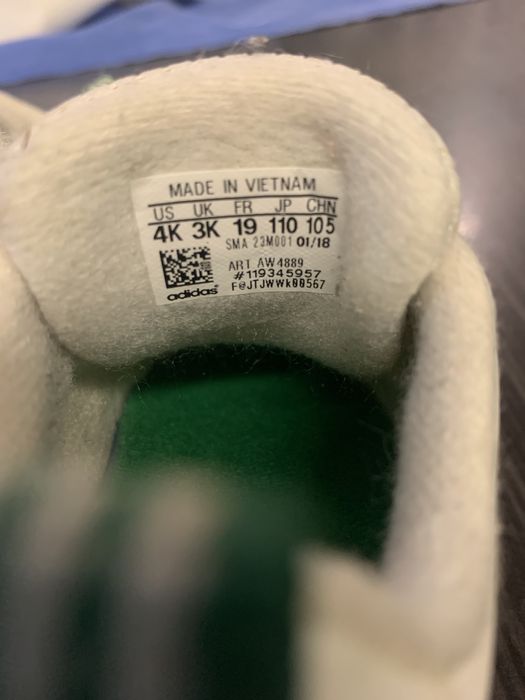 MADE IN VIETNAM
US UK FR JP CHN
4K 3K 19 110 105
SMA 23M001 01/18
ART AW4889
#119345957
F@JTJWWk00567
adidas